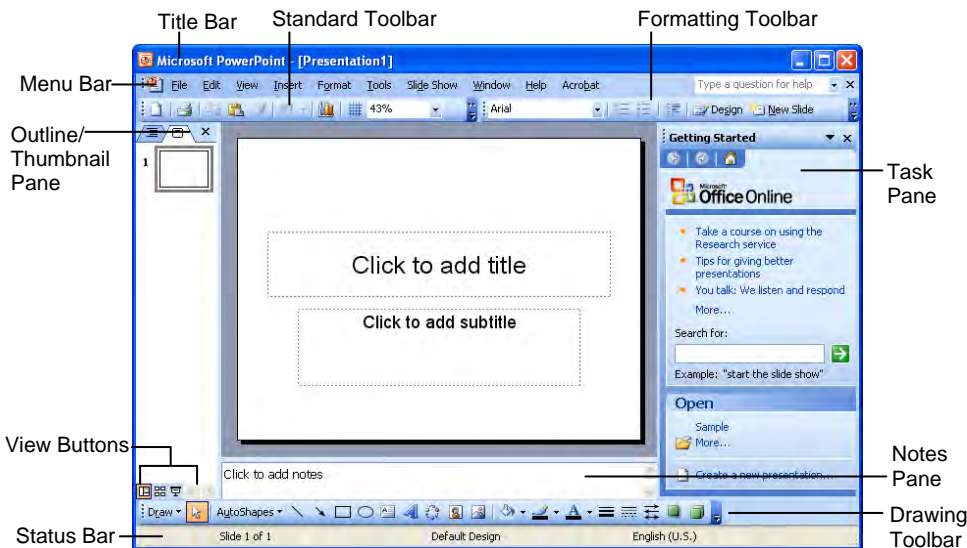 Title Bar
Standard Toolbar
Formatting Toolbar
Microsoft PowerPoint - [Presentation1]
Menu Bar
File Edit View Insert Format Tools Slide Show Window Help Acrobat
Type a question for help
43%
Arial
Design
New Slide
Outline/
Thumbnail
Pane
1
Getting Started
Task
Pane
Microsoft
Office Online
Take a course on using the
Research service
Tips for giving better
presentations
You talk: We listen and respond
More...
Click to add title
Click to add subtitle
Search for:
Example: "start the slide show"
Open
Sample
More...
Create a new presentation...
View Buttons
Click to add notes
Notes
Pane
Draw
AutoShapes
Drawing
Toolbar
Status Bar
Slide 1 of 1
Default Design
English (U.S.)